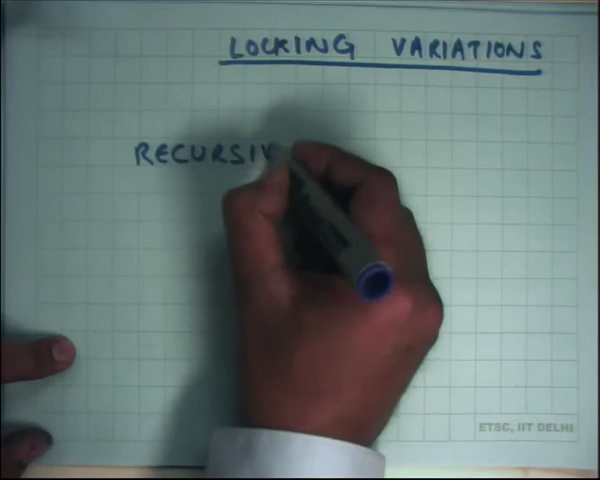 LOCKING VARIATIONS
RECURSIV
ETSC, IIT DELHI